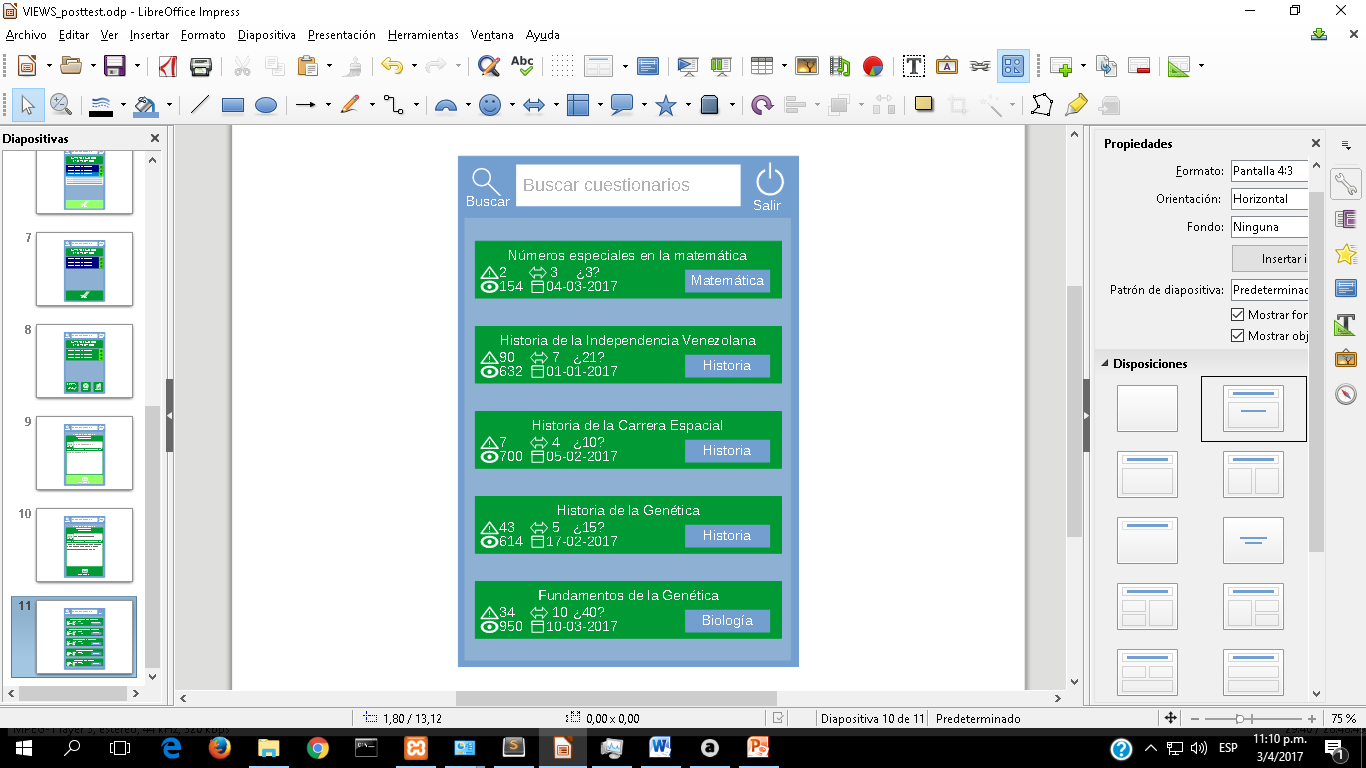 VIEWS_posttest.odp - LibreOffice Impress
Archivo Editar Ver Insertar Formato Diapositiva Presentación Herramientas Ventana Ayuda
Abc
Diapositivas
7
8
9
10
11
Buscar
Buscar cuestionarios
Salir
Números especiales en la matemática
2 3 ¿3?
154 04-03-2017
Matemática
Historia de la Independencia Venezolana
90 7 ¿21?
632 01-01-2017
Historia
Historia de la Carrera Espacial
7 4 ¿10?
700 05-02-2017
Historia
Historia de la Genética
43 5 ¿15?
614 17-02-2017
Historia
Fundamentos de la Genética
34 10 ¿40?
950 10-03-2017
Biología
Propiedades
Formato: Pantalla 4:3
Orientación: Horizontal
Fondo: Ninguna
Insertar i
Patrón de diapositiva: Predeterminad
Mostrar for
Mostrar obj
Disposiciones
1,80 / 13,12
0,00 x 0,00
Diapositiva 10 de 11
Predeterminado
75 %
ESP
11:10 p.m.
3/4/2017
1